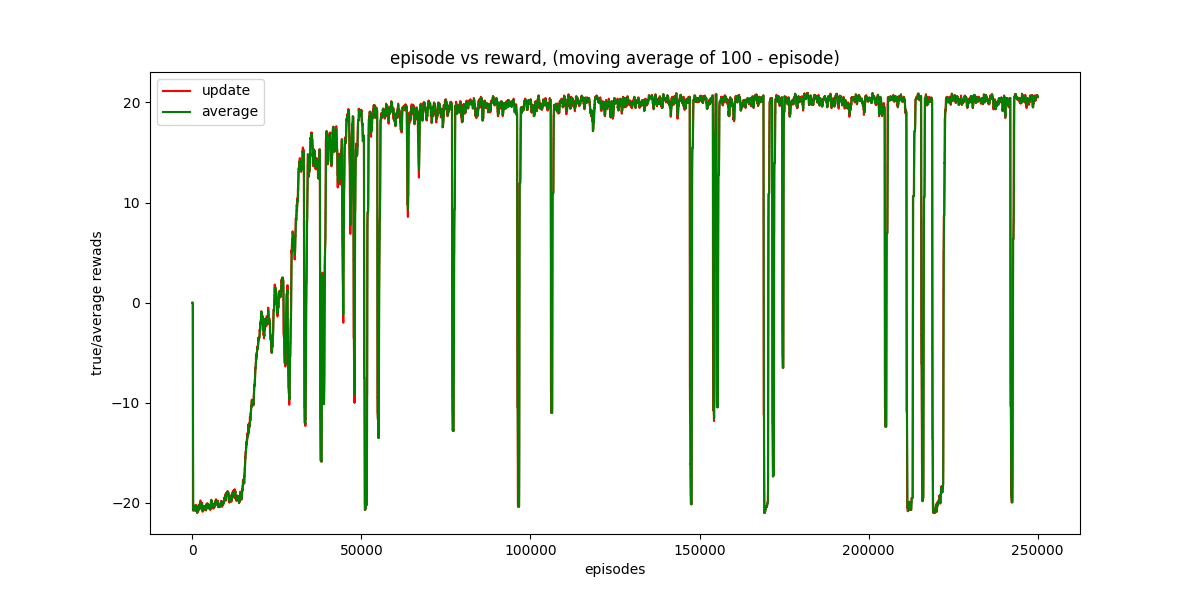 episode vs reward, (moving average of 100 - episode)
update
average
true/average rewads
20
10
0
−10
−20
0 50000 100000 150000 200000 250000
episodes